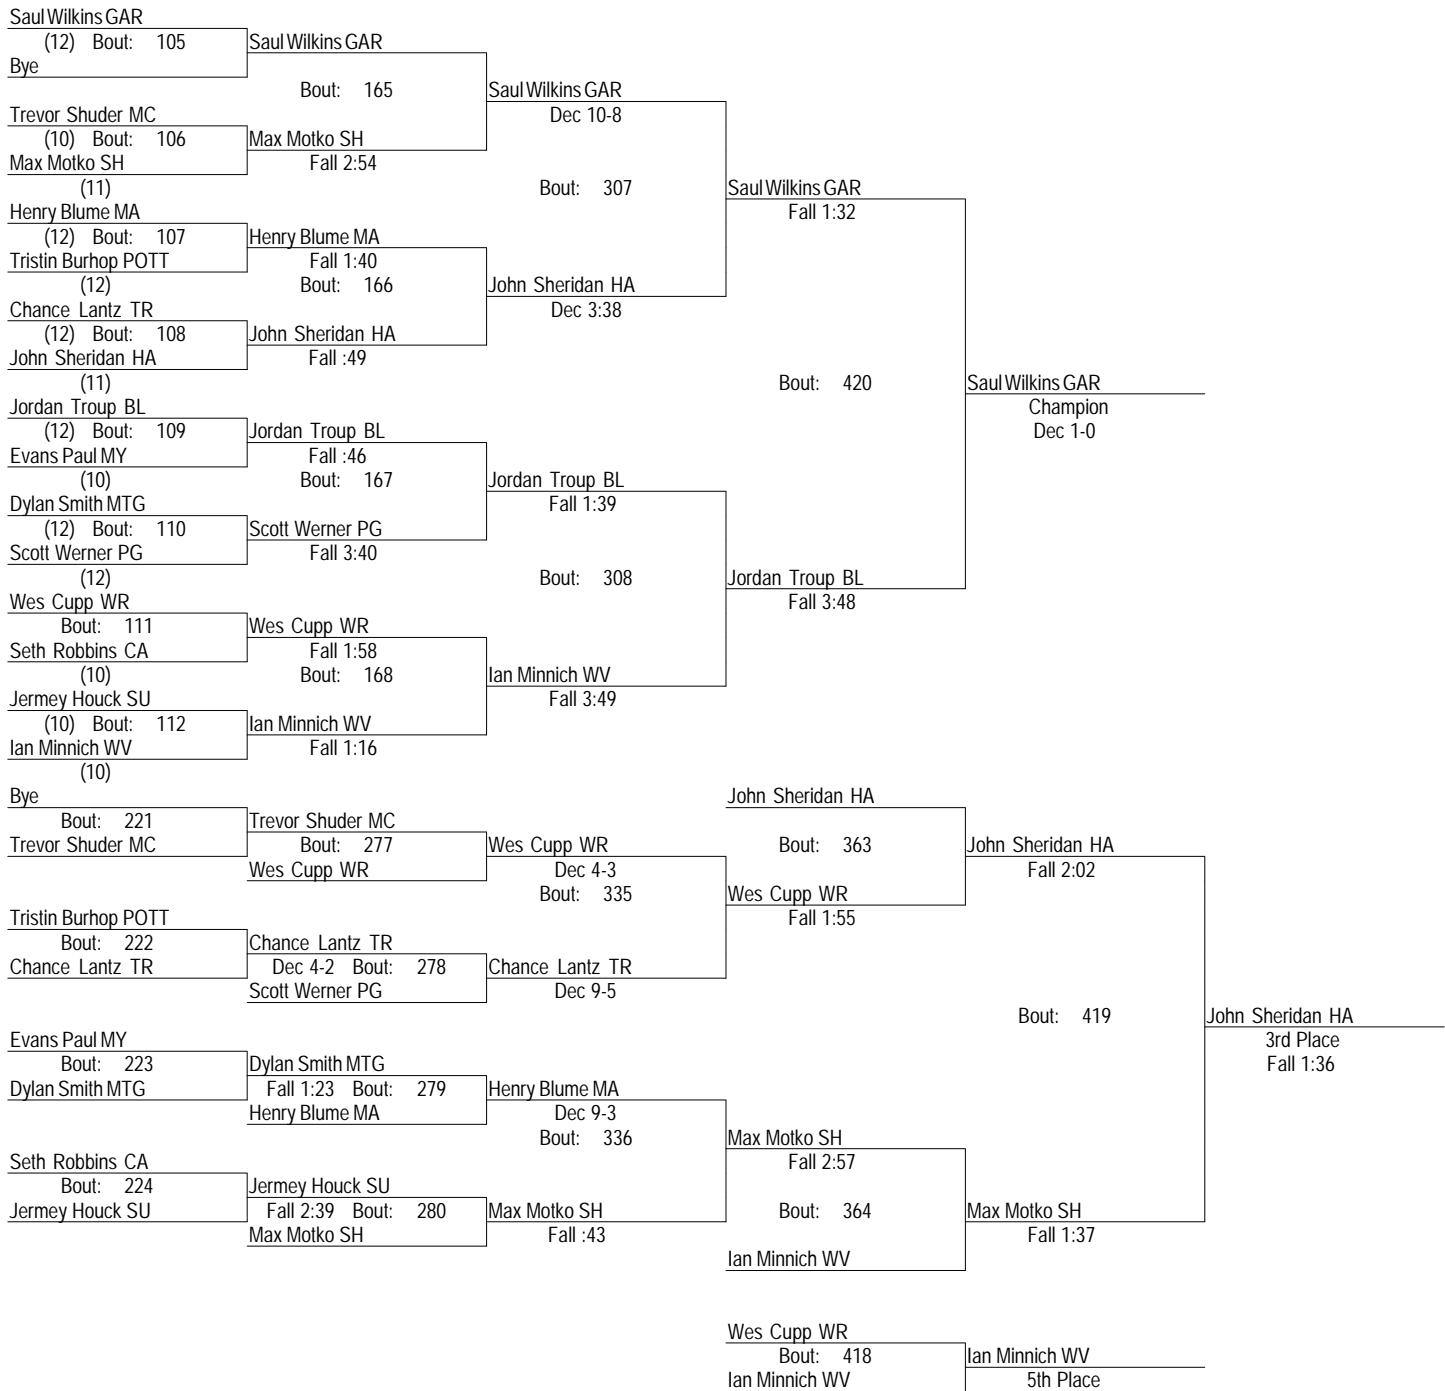 Saul Wilkins GAR
(12) Bout: 105 Saul Wilkins GAR
Bye
Bout: 165 Saul Wilkins GAR
Trevor Shuder MC Dec 10-8
(10) Bout: 106 Max Motko SH
Max Motko SH Fall 2:54
(11) Bout: 307 Saul Wilkins GAR
Henry Blume MA Fall 1:32
(12) Bout: 107 Henry Blume MA
Tristin Burhop POTT Fall 1:40
(12) Bout: 166 John Sheridan HA
Chance Lantz TR Dec 3:38
(12) Bout: 108 John Sheridan HA
John Sheridan HA Fall :49
(11) Bout: 420 Saul Wilkins GAR
Jordan Troup BL Champion
(12) Bout: 109 Jordan Troup BL Dec 1-0
Evans Paul MY Fall :46
(10) Bout: 167 Jordan Troup BL
Dylan Smith MTG Fall 1:39
(12) Bout: 110 Scott Werner PG
Scott Werner PG Fall 3:40
(12) Bout: 308 Jordan Troup BL
Wes Cupp WR Fall 3:48
Bout: 111 Wes Cupp WR
Seth Robbins CA Fall 1:58
(10) Bout: 168 Ian Minnich WV
Jermey Houck SU Fall 3:49
(10) Bout: 112 Ian Minnich WV
Ian Minnich WV Fall 1:16
(10)
Bye John Sheridan HA
Bout: 221 Trevor Shuder MC
Trevor Shuder MC Bout: 277 Wes Cupp WR Bout: 363 John Sheridan HA
Wes Cupp WR Dec 4-3 Fall 2:02
Bout: 335 Wes Cupp WR
Tristin Burhop POTT Fall 1:55
Bout: 222 Chance Lantz TR
Chance Lantz TR Dec 4-2 Bout: 278 Chance Lantz TR
Scott Werner PG Dec 9-5
Bout: 419 John Sheridan HA
Evans Paul MY 3rd Place
Bout: 223 Dylan Smith MTG Fall 1:36
Dylan Smith MTG Fall 1:23 Bout: 279 Henry Blume MA
Henry Blume MA Dec 9-3
Bout: 336 Max Motko SH
Seth Robbins CA Fall 2:57
Bout: 224 Jermey Houck SU
Jermey Houck SU Fall 2:39 Bout: 280 Max Motko SH Bout: 364 Max Motko SH
Max Motko SH Fall :43 Fall 1:37
Ian Minnich WV
Wes Cupp WR
Bout: 418 Ian Minnich WV
Ian Minnich WV 5th Place